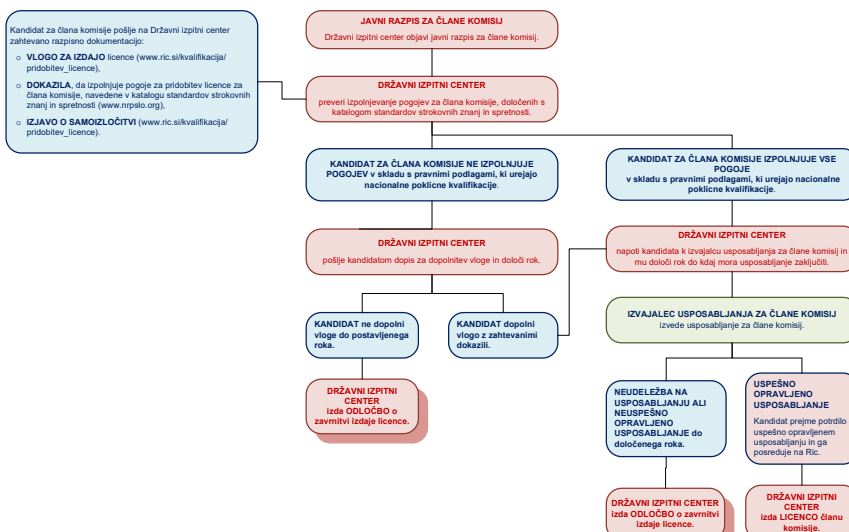 JAVNI RAZPIS ZA ČLANE KOMISIJ
Državni izpitni center objavi javni razpis za člane komisij.
Kandidat za člana komisije pošlje na Državni izpitni center
zahtevano razpisno dokumentacijo:
o VLOGO ZA IZDAJO licence (www.ric.si/kvalifikacija/
pridobitev_licence),
o DOKAZILA, da izpolnjuje pogoje za pridobitev licence za
člana komisije, navedene v katalogu standardov strokovnih
znanj in spretnosti (www.nrpslo.org),
o IZJAVO O SAMOIZLOČITVI (www.ric.si/kvalifikacija/
pridobitev_licence).
DRŽAVNI IZPITNI CENTER
preveri izpolnjevanje pogojev za člana komisije, določenih s
katalogom standardov strokovnih znanj in spretnosti.
KANDIDAT ZA ČLANA KOMISIJE NE IZPOLNJUJE
POGOJEV v skladu s pravnimi podlagami, ki urejajo
nacionalne poklicne kvalifikacije.
KANDIDAT ZA ČLANA KOMISIJE IZPOLNJUJE VSE
POGOJE
v skladu s pravnimi podlagami, ki urejajo nacionalne
poklicne kvalifikacije.
DRŽAVNI IZPITNI CENTER
pošlje kandidatom dopis za dopolnitev vloge in določi rok.
DRŽAVNI IZPITNI CENTER
napoti kandidata k izvajalcu usposabljanja za člane komisij in
mu določi rok do kdaj mora usposabljanje zaključiti.
KANDIDAT ne dopolni
vloge do postavljenega
roka.
KANDIDAT dopolni
vlogo z zahtevanimi
dokazili.
IZVAJALEC USPOSABLJANJA ZA ČLANE KOMISIJ
izvede usposabljanje za člane komisij.
DRŽAVNI IZPITNI
CENTER
izda ODLOČBO o
zavrnitvi izdaje licence.
NEUDELEŽBA NA
USPOSABLJANJU ALI
NEUSPEŠNO
OPRAVLJENO
USPOSABLJANJE do
določenega roka.
USPEŠNO
OPRAVLJENO
USPOSABLJANJE
Kandidat prejme potrdilo o
uspešno opravljenem
usposabljanju in ga
posreduje na Ric.
DRŽAVNI IZPITNI CENTER
izda ODLOČBO o zavrnitvi
izdaje licence.
DRŽAVNI IZPITNI
CENTER
izda LICENCO članu
komisije.